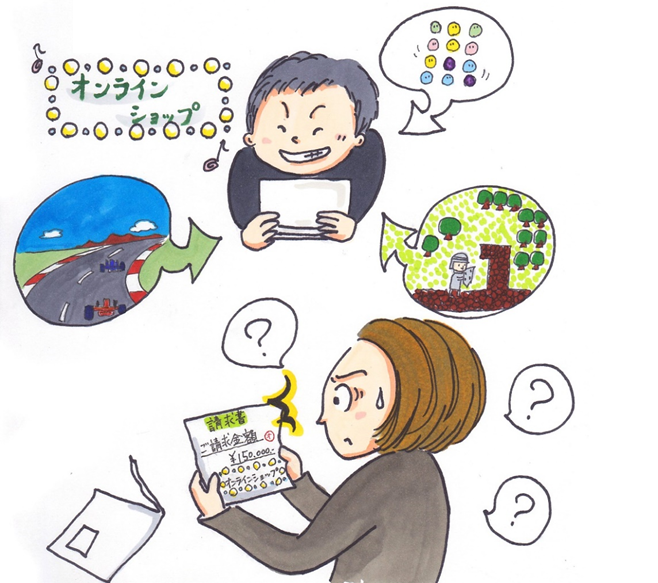 オンライン
ショップ
?
請求書
ご請求金額
¥150,000.-
オンラインショップ
?
?